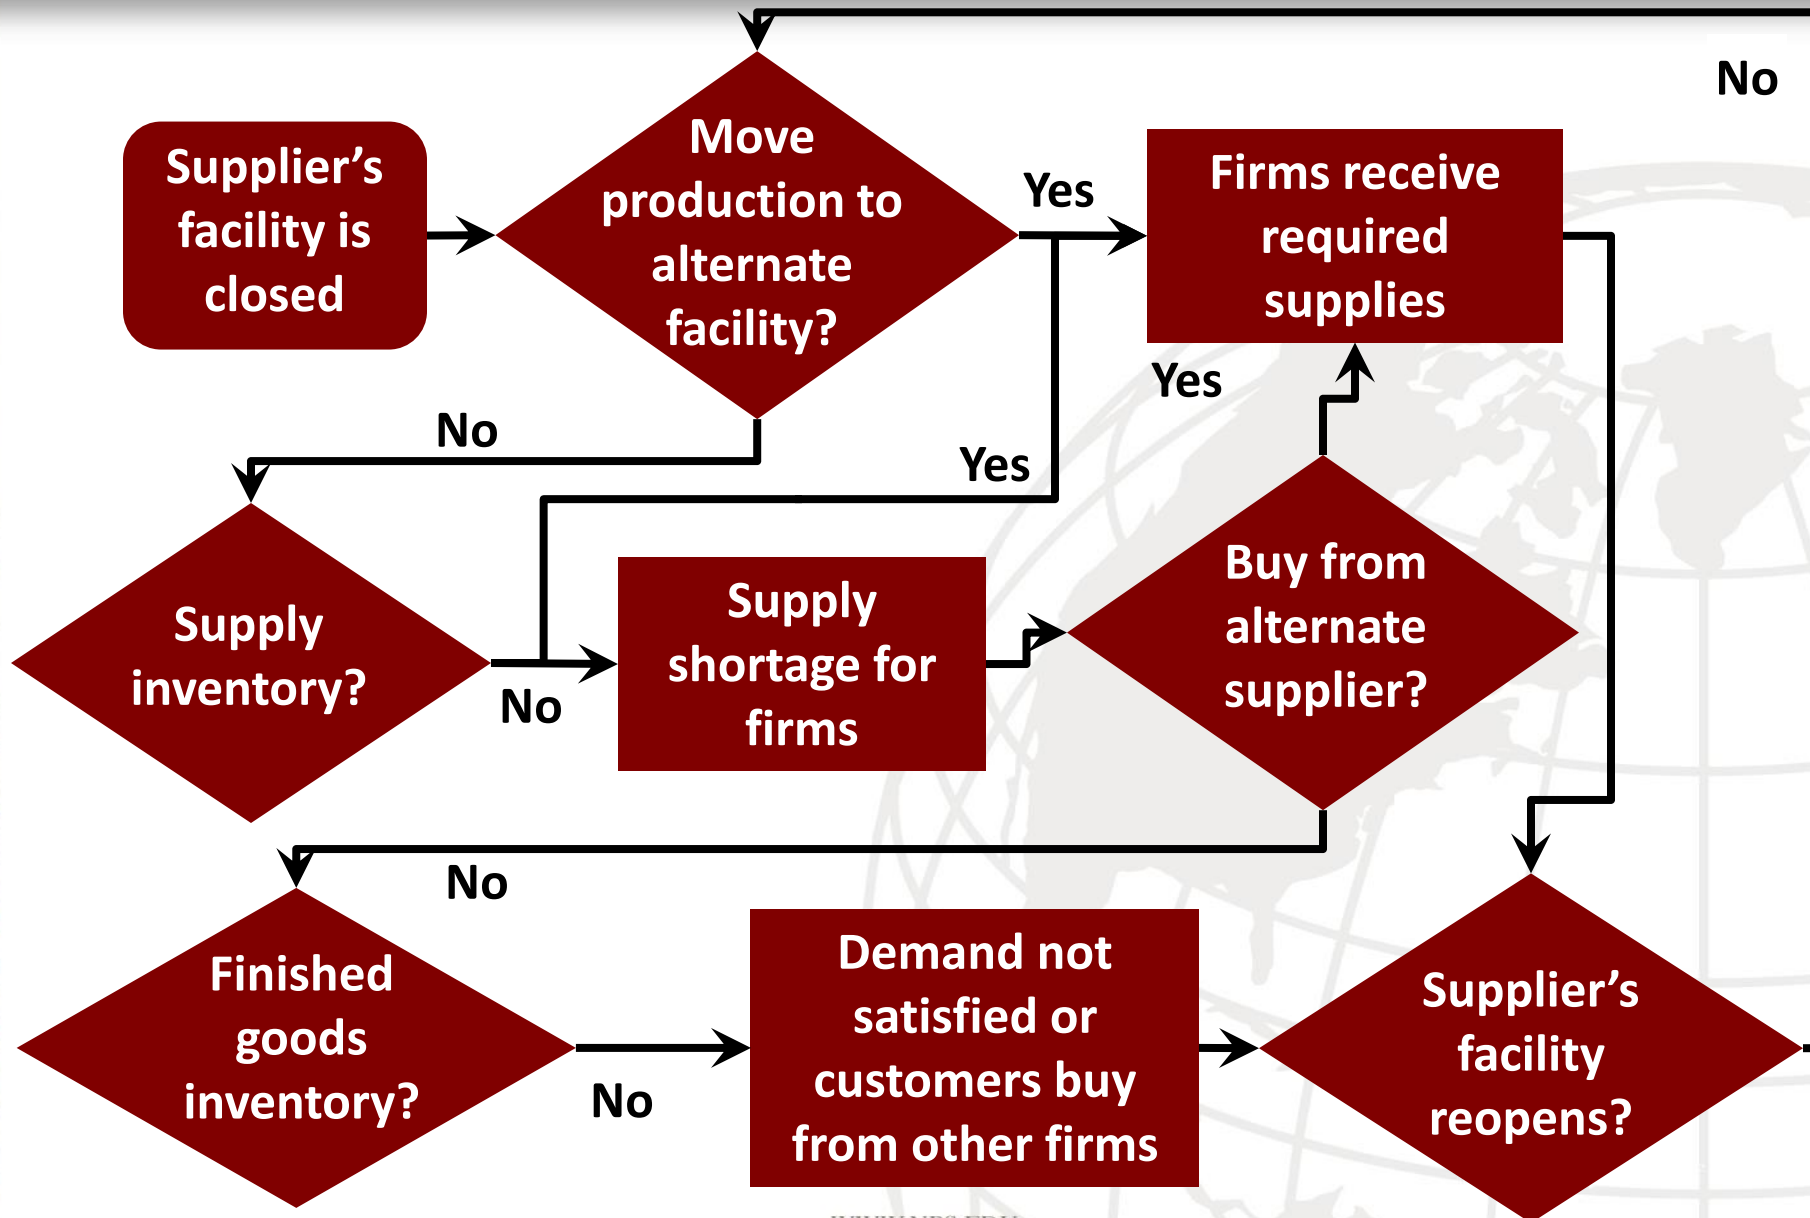 No
Supplier's
facility is
closed
Move
production to
alternate
facility?
Yes
Firms receive
required
supplies
No
Yes
Yes
Supply
inventory?
No
Supply
shortage for
firms
Buy from
alternate
supplier?
No
Finished
goods
inventory?
No
Demand not
satisfied or
customers buy
from other firms
Supplier's
facility
reopens?